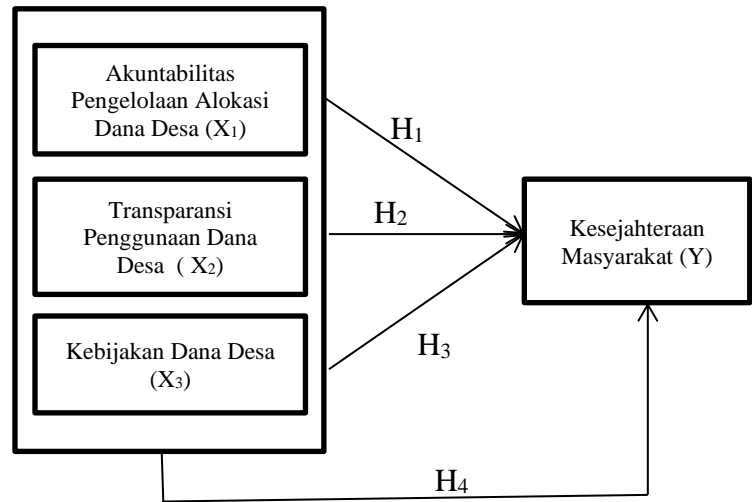 Akuntabilitas
Pengelolaan Alokasi
Dana Desa (X₁)
H₁
Transparansi
Penggunaan Dana
Desa ( X₂)
H₂
Kesejahteraan
Masyarakat (Y)
Kebijakan Dana Desa
(X₃)
H₃
H₄